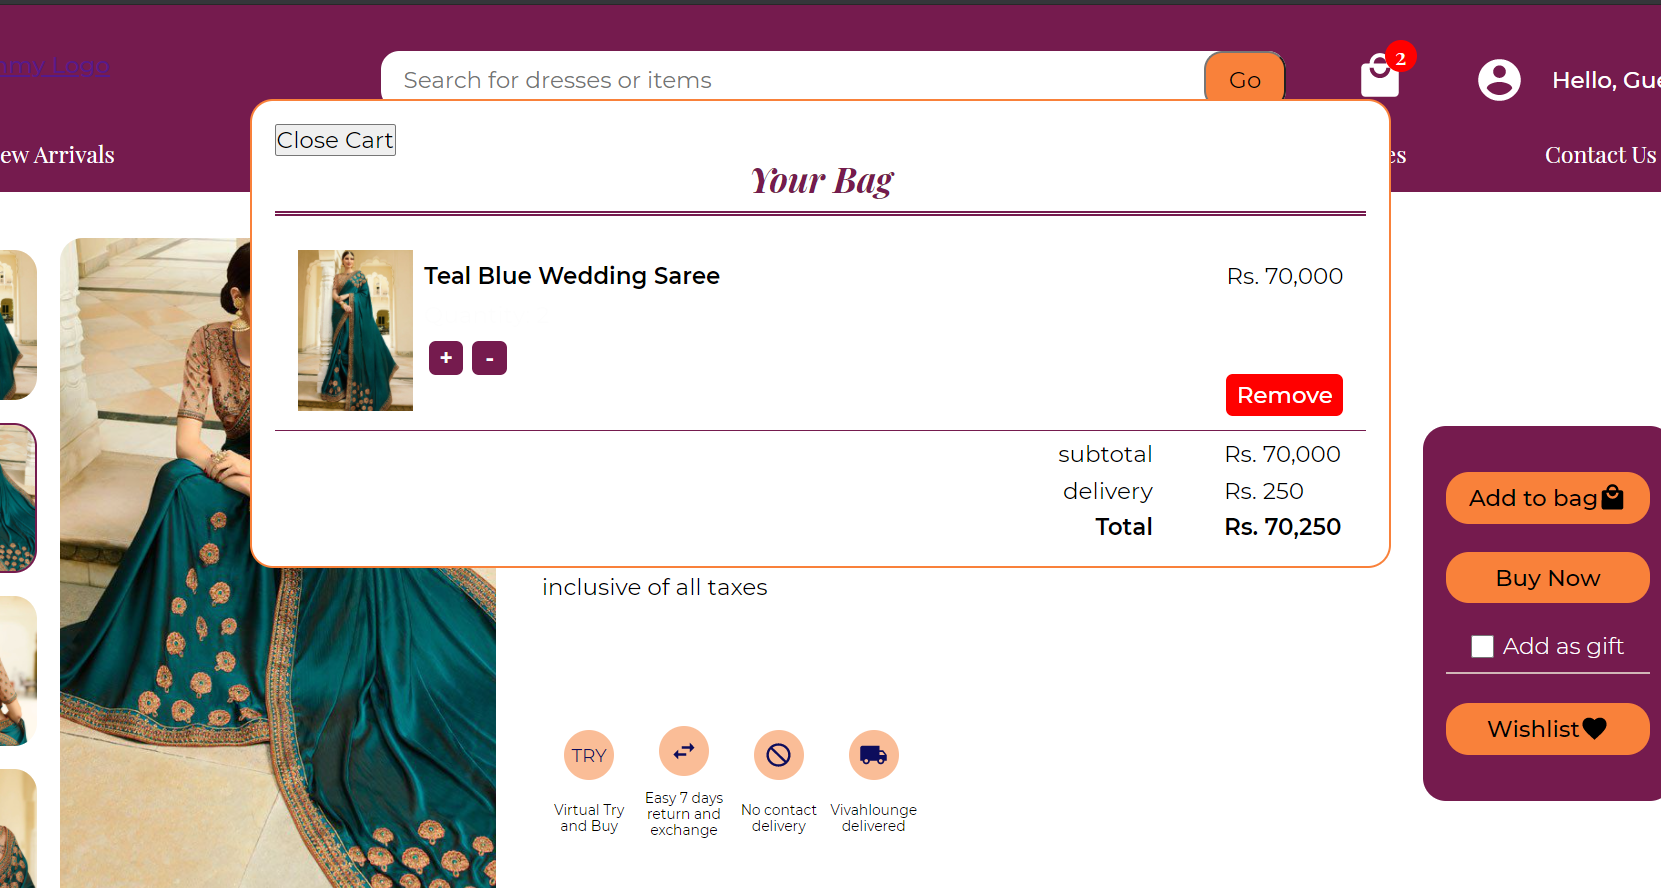 mmy Logo
Search for dresses or items
Go
2
Hello, Gue
ew Arrivals
es
Contact Us
Close Cart
Your Bag
Teal Blue Wedding Saree
Rs. 70,000
+
-
Remove
subtotal
Rs. 70,000
delivery
Rs. 250
Total
Rs. 70,250
inclusive of all taxes
Add to bag
Buy Now
Add as gift
Wishlist
TRY
Virtual Try
and Buy
Easy 7 days
return and
exchange
No contact
delivery
Vivahlounge
delivered